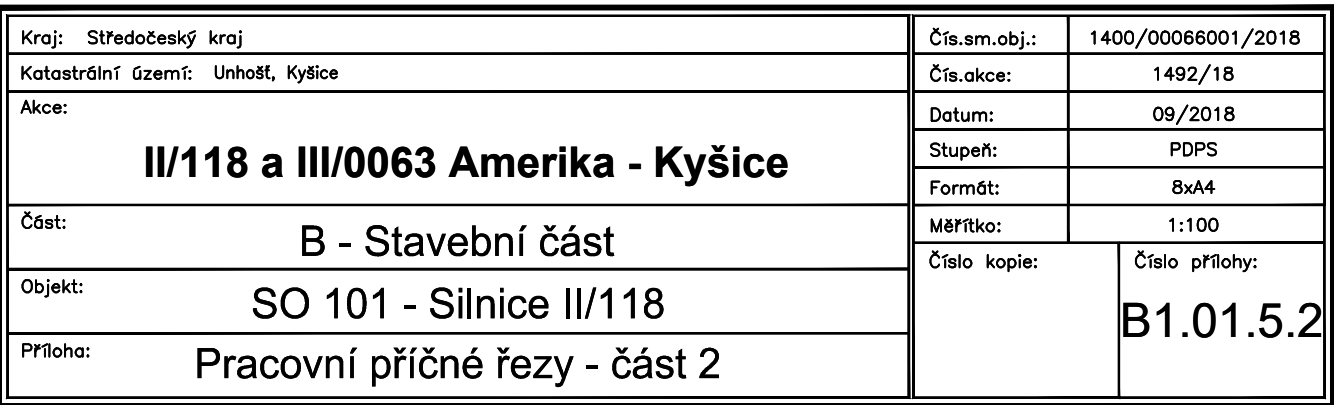 Kraj: Středočeský kraj
Katastrální území: Unhošť, Kyšice
Akce:
II/118 a III/0063 Amerika - Kyšice
Část:
B - Stavební část
Objekt:
SO 101 - Silnice II/118
Příloha:
Pracovní příčné řezy - část 2
Čís.sm.obj.: 1400/00066001/2018
Čís.akce: 1492/18
Datum: 09/2018
Stupeň: PDPS
Formát: 8xA4
Měřítko: 1:100
Číslo kopie:
Číslo přílohy:
B1.01.5.2